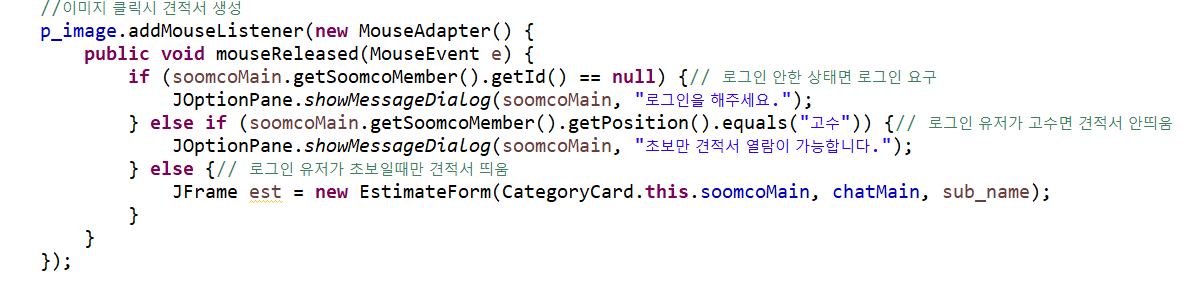 //이미지 클릭시 견적서 생성
p_image.addMouseListener(new MouseAdapter() {
    public void mouseReleased(MouseEvent e) {
        if (soomcoMain.getSoomcoMember().getId() == null) {// 로그인 안한 상태면 로그인 요구
            JOptionPane.showMessageDialog(soomcoMain, "로그인을 해주세요.");
        } else if (soomcoMain.getSoomcoMember().getPosition().equals("고수")) {// 로그인 유저가 고수면 견적서 안띄움
            JOptionPane.showMessageDialog(soomcoMain, "초보만 견적서 열람이 가능합니다.");
        } else {// 로그인 유저가 초보일때만 견적서 띄움
            JFrame est = new EstimateForm(CategoryCard.this.soomcoMain, chatMain, sub_name);
        }
    }
});